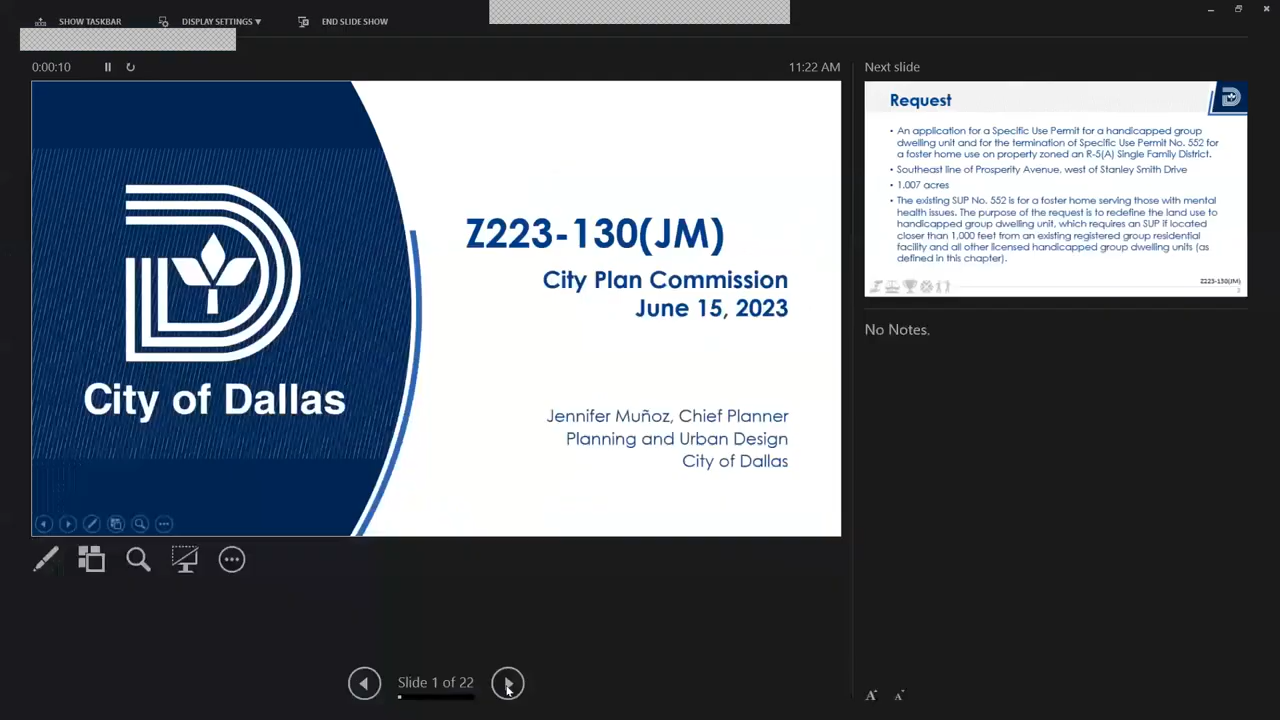 SHOW TASKBAR
DISPLAY SETTINGS ▼
END SLIDE SHOW
0:00:10
11:22 AM
Next slide
City of Dallas
Z223-130(JM)
City Plan Commission
June 15, 2023
Jennifer Muñoz, Chief Planner
Planning and Urban Design
City of Dallas
Request
• An application for a Specific Use Permit for a handicapped group
dwelling unit and for the termination of Specific Use Permit No. 552 for
a foster home use on property zoned an R-5(A) Single Family District.
• Southeast line of Prosperity Avenue, west of Stanley Smith Drive
• 1.007 acres
• The existing SUP No. 552 is for a foster home serving those with mental
health issues. The purpose of the request is to redefine the land use to
handicapped group dwelling unit, which requires an SUP if located
closer than 1,000 feet from an existing registered group residential
facility and all other licensed handicapped group dwelling units (as
defined in this chapter).
Z223-130(JM)
No Notes.
Slide 1 of 22
A A